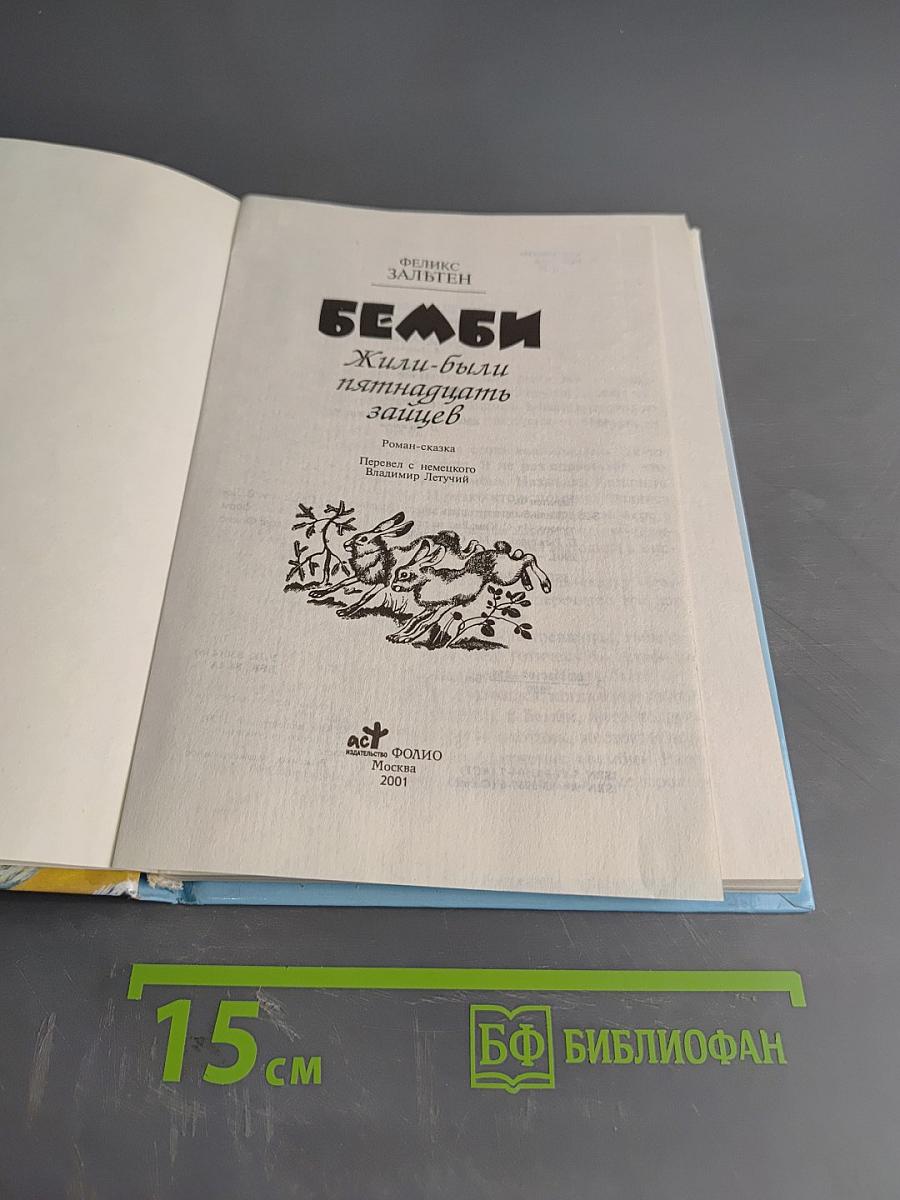 ФЕЛИКС
ЗАЛЬТЕН
БЕМБИ
Жили-были
пятнадцать
зайцев
Роман-сказка
Перевел с немецкого
Владимир Летучий
аст
ИЗДАТЕЛЬСТВО ФОЛИО
Москва
2001
15 см
БФ БИБЛИОФАН